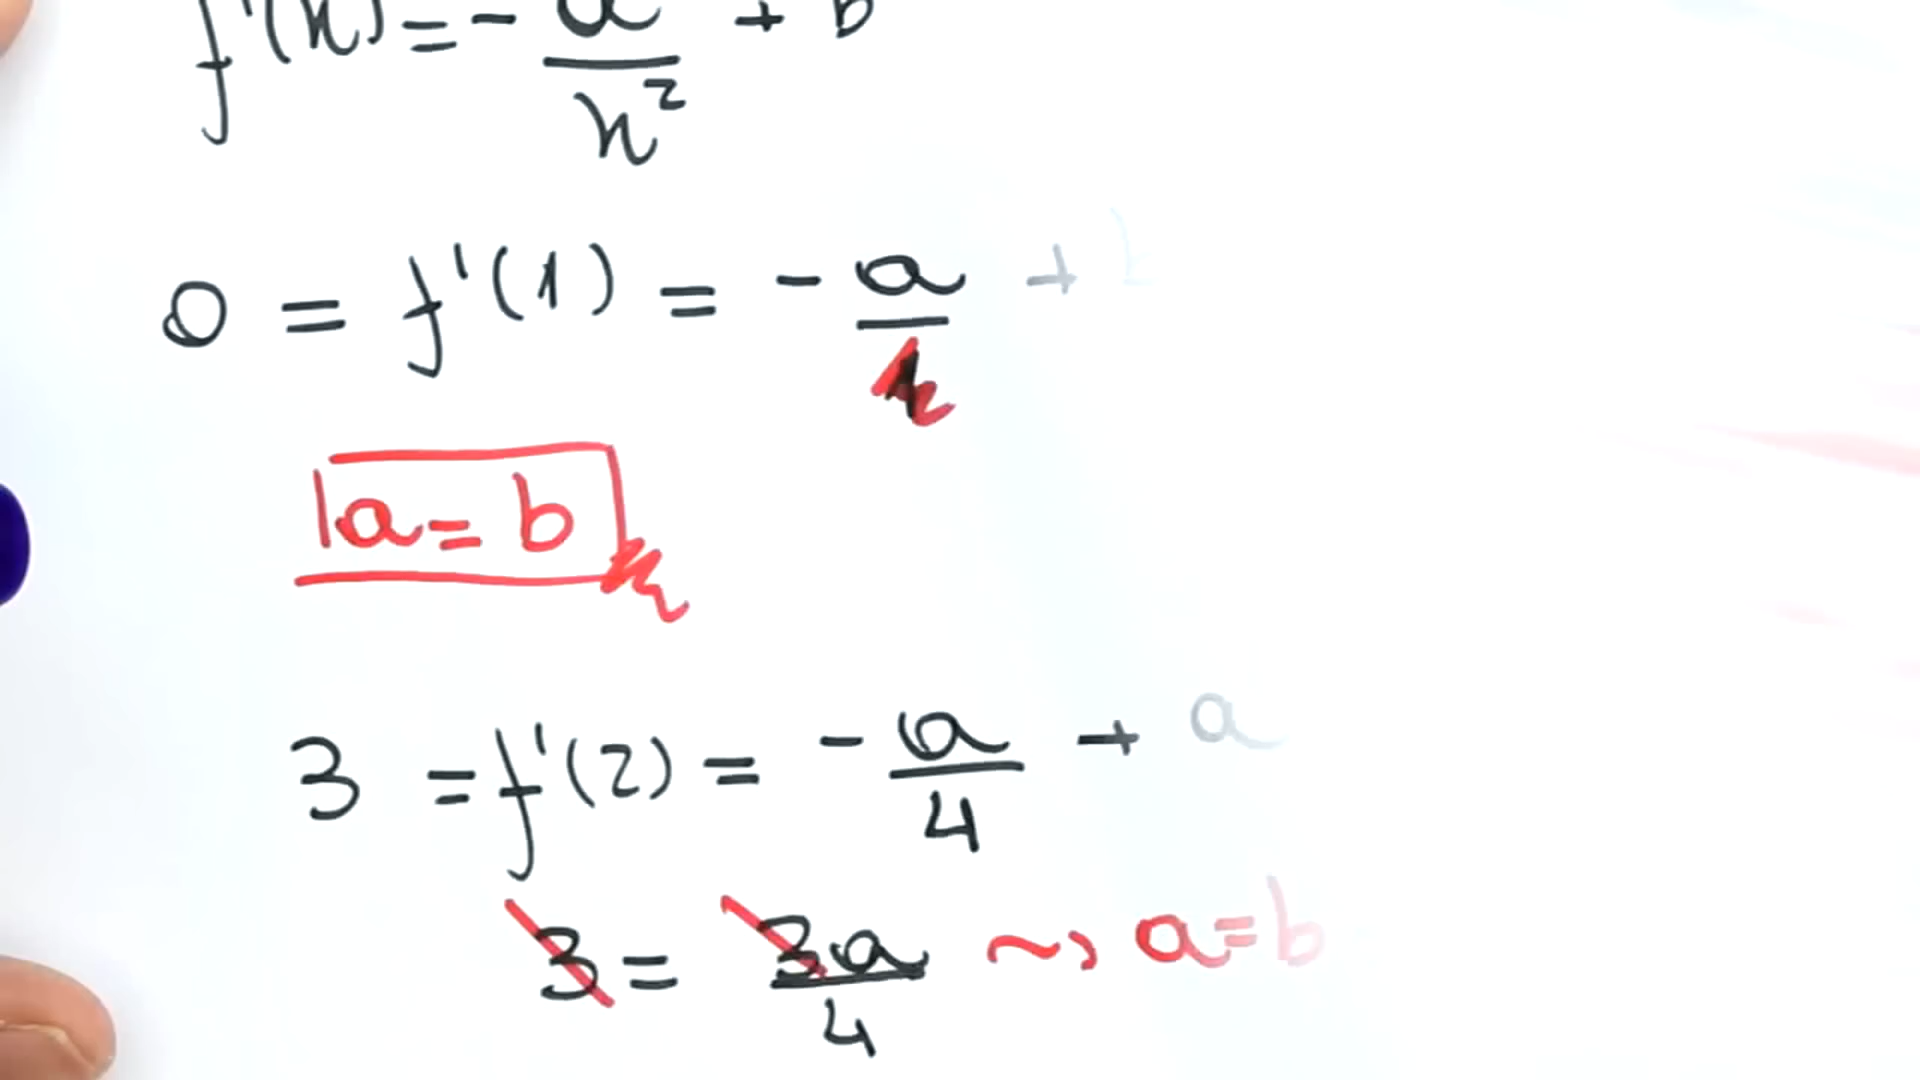 f'(x) = - a/x² + b
0 = f'(1) = - a/1 + b
a = b
3 = f'(2) = - a/4 + a
3 = 3a/4 ⤳ a = b